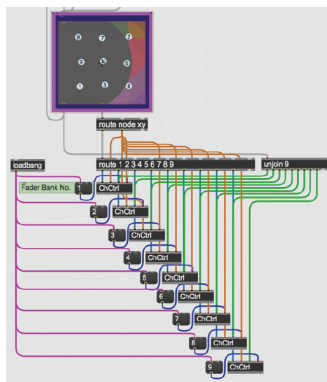 8 7 2
9 5
1 3 4
route node xy
loadbang
route 1 2 3 4 5 6 7 8 9
unjoin 9
Fader Bank No.
1 ChCtrl
2 ChCtrl
3 ChCtrl
4 ChCtrl
5 ChCtrl
6 ChCtrl
7 ChCtrl
8 ChCtrl
9 ChCtrl